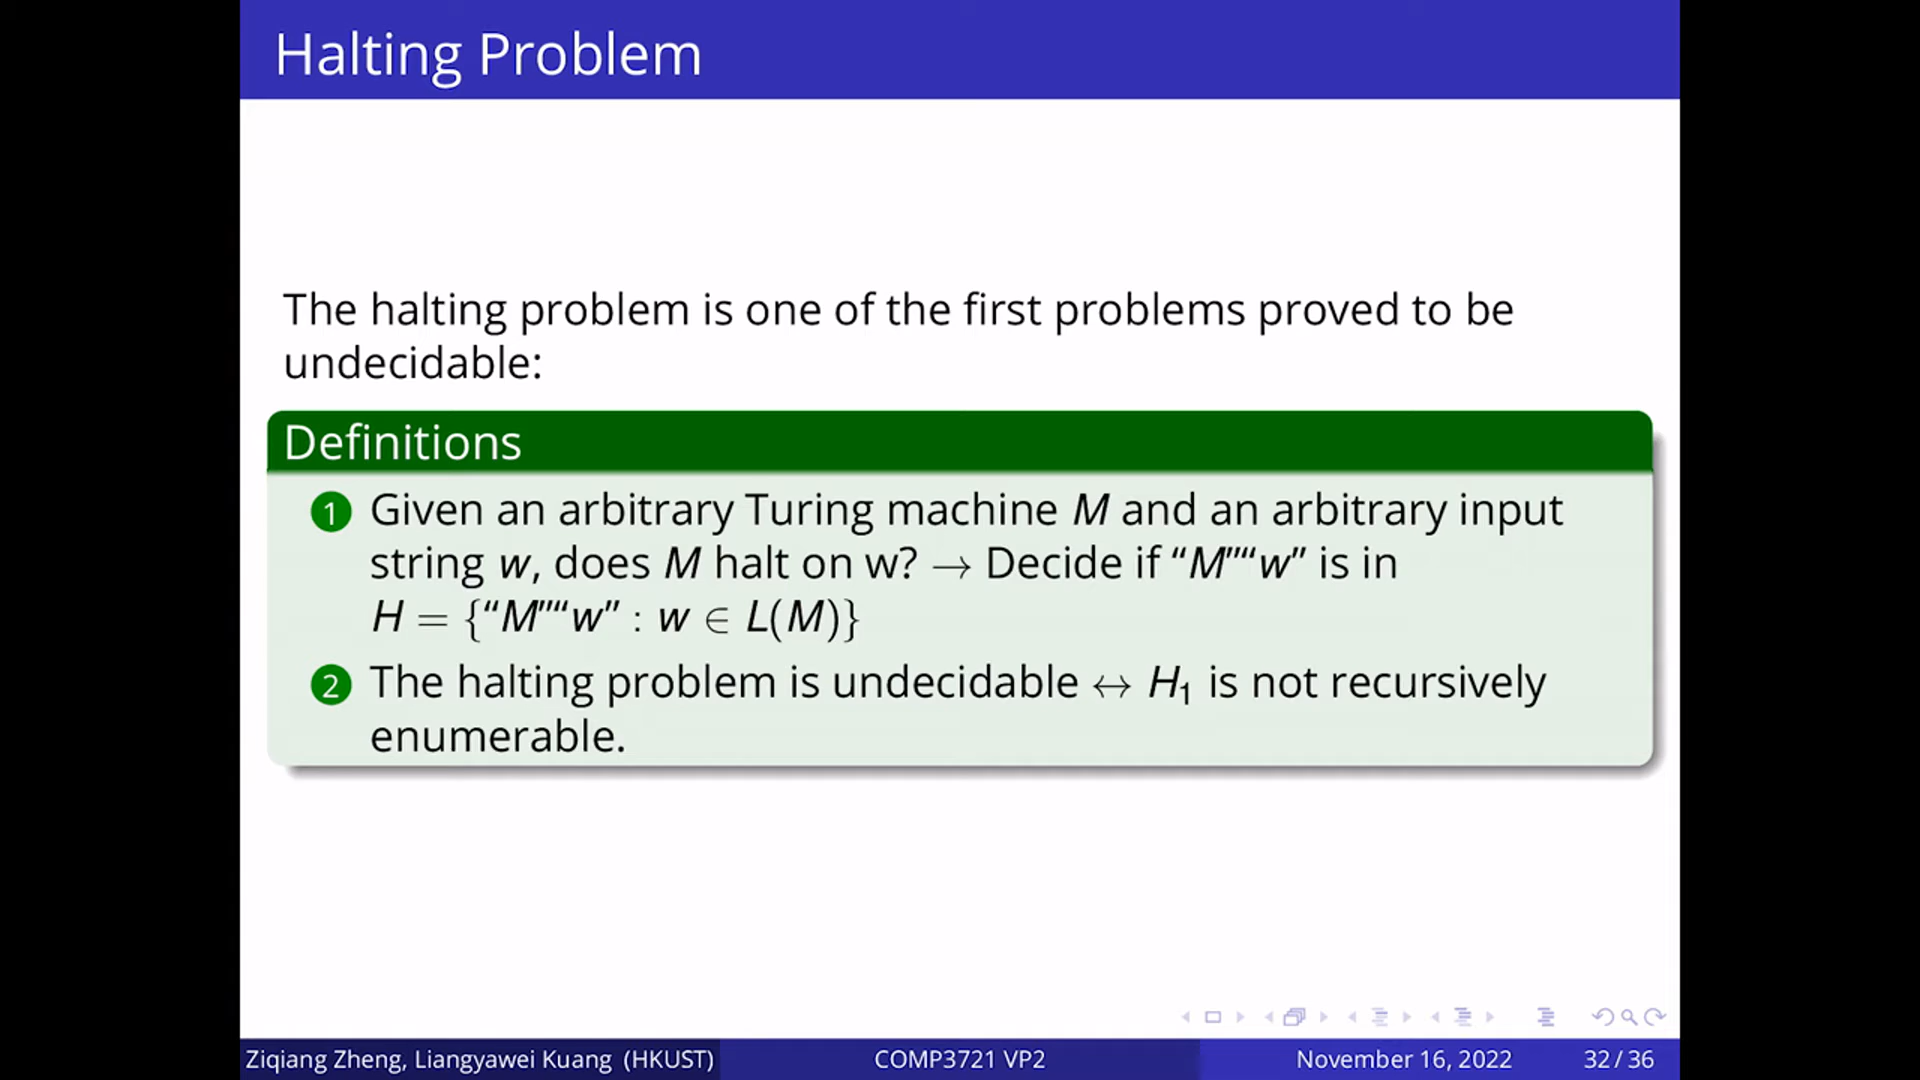 Halting Problem
The halting problem is one of the first problems proved to be
undecidable:
Definitions
1 Given an arbitrary Turing machine M and an arbitrary input
string w, does M halt on w? → Decide if “M”“w” is in
H = {“M”“w” : w ∈ L(M)}
2 The halting problem is undecidable ↔ H₁ is not recursively
enumerable.
Ziqiang Zheng, Liangyawei Kuang (HKUST) COMP3721 VP2 November 16, 2022 32 / 36